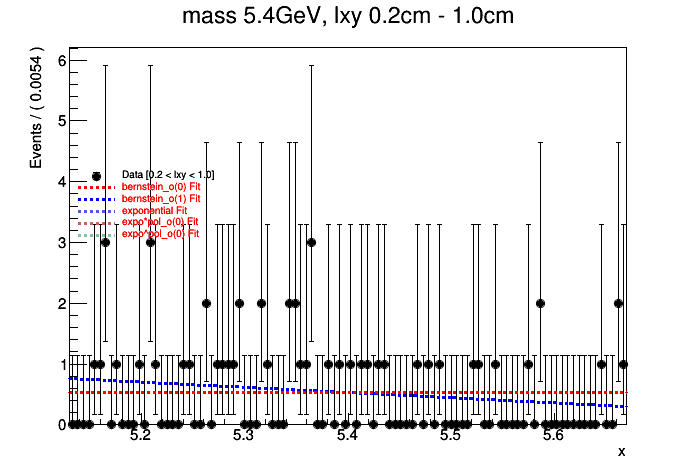 mass 5.4GeV, lxy 0.2cm - 1.0cm
Events / ( 0.0054 )
6
5
4
3
2
1
0
Data [0.2 < lxy < 1.0]
bernstein_o(0) Fit
bernstein_o(1) Fit
exponential Fit
expo*pol_o(0) Fit
expo^pol_o(0) Fit
5.2 5.3 5.4 5.5 5.6
x